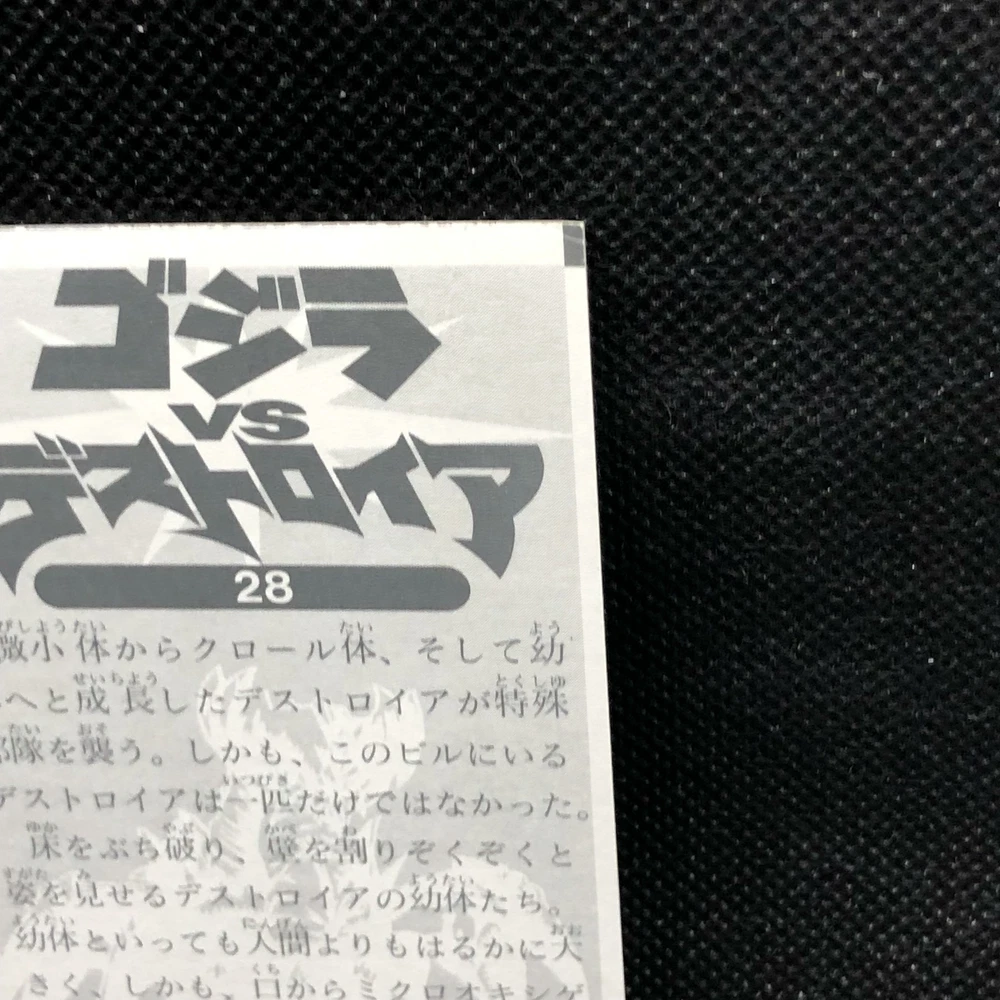 ゴジラ
VS
デストロイア
28
微小体からクロール体、そして幼
へと成長したデストロイアが特殊
部隊を襲う。しかも、このビルにいる
デストロイアは一匹だけではなかった。
床をぶち破り、壁を割りぞくぞくと
姿を見せるデストロイアの幼体たち。
幼体といっても人間よりもはるかに大
きく、しかも、口からミクロオキシゲ